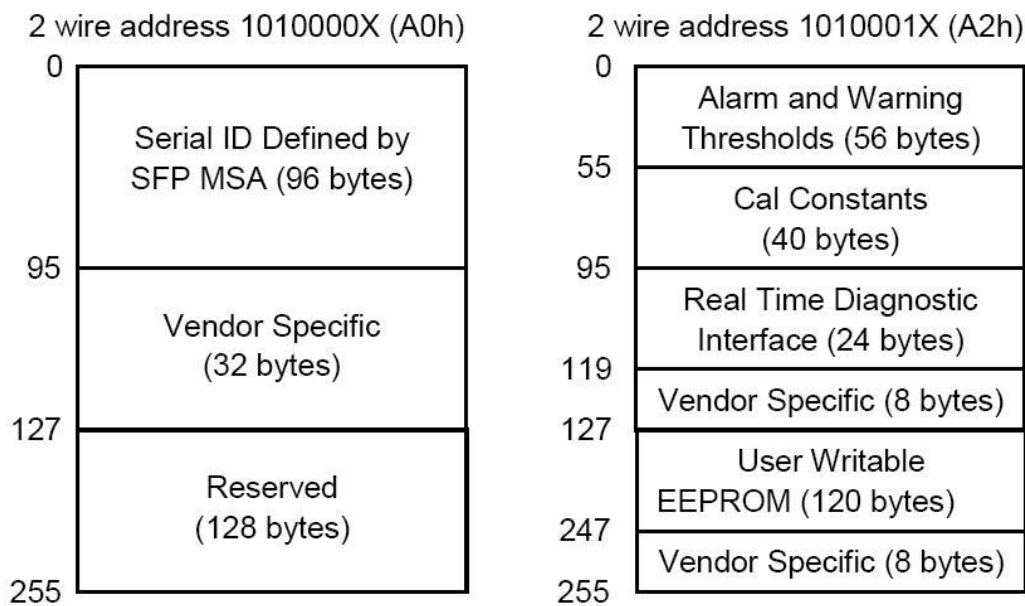 2 wire address 1010000X (A0h)
0
Serial ID Defined by
SFP MSA (96 bytes)
95
Vendor Specific
(32 bytes)
127
Reserved
(128 bytes)
255
2 wire address 1010001X (A2h)
0
Alarm and Warning
Thresholds (56 bytes)
55
Cal Constants
(40 bytes)
95
Real Time Diagnostic
Interface (24 bytes)
119
Vendor Specific (8 bytes)
127
User Writable
EEPROM (120 bytes)
247
Vendor Specific (8 bytes)
255